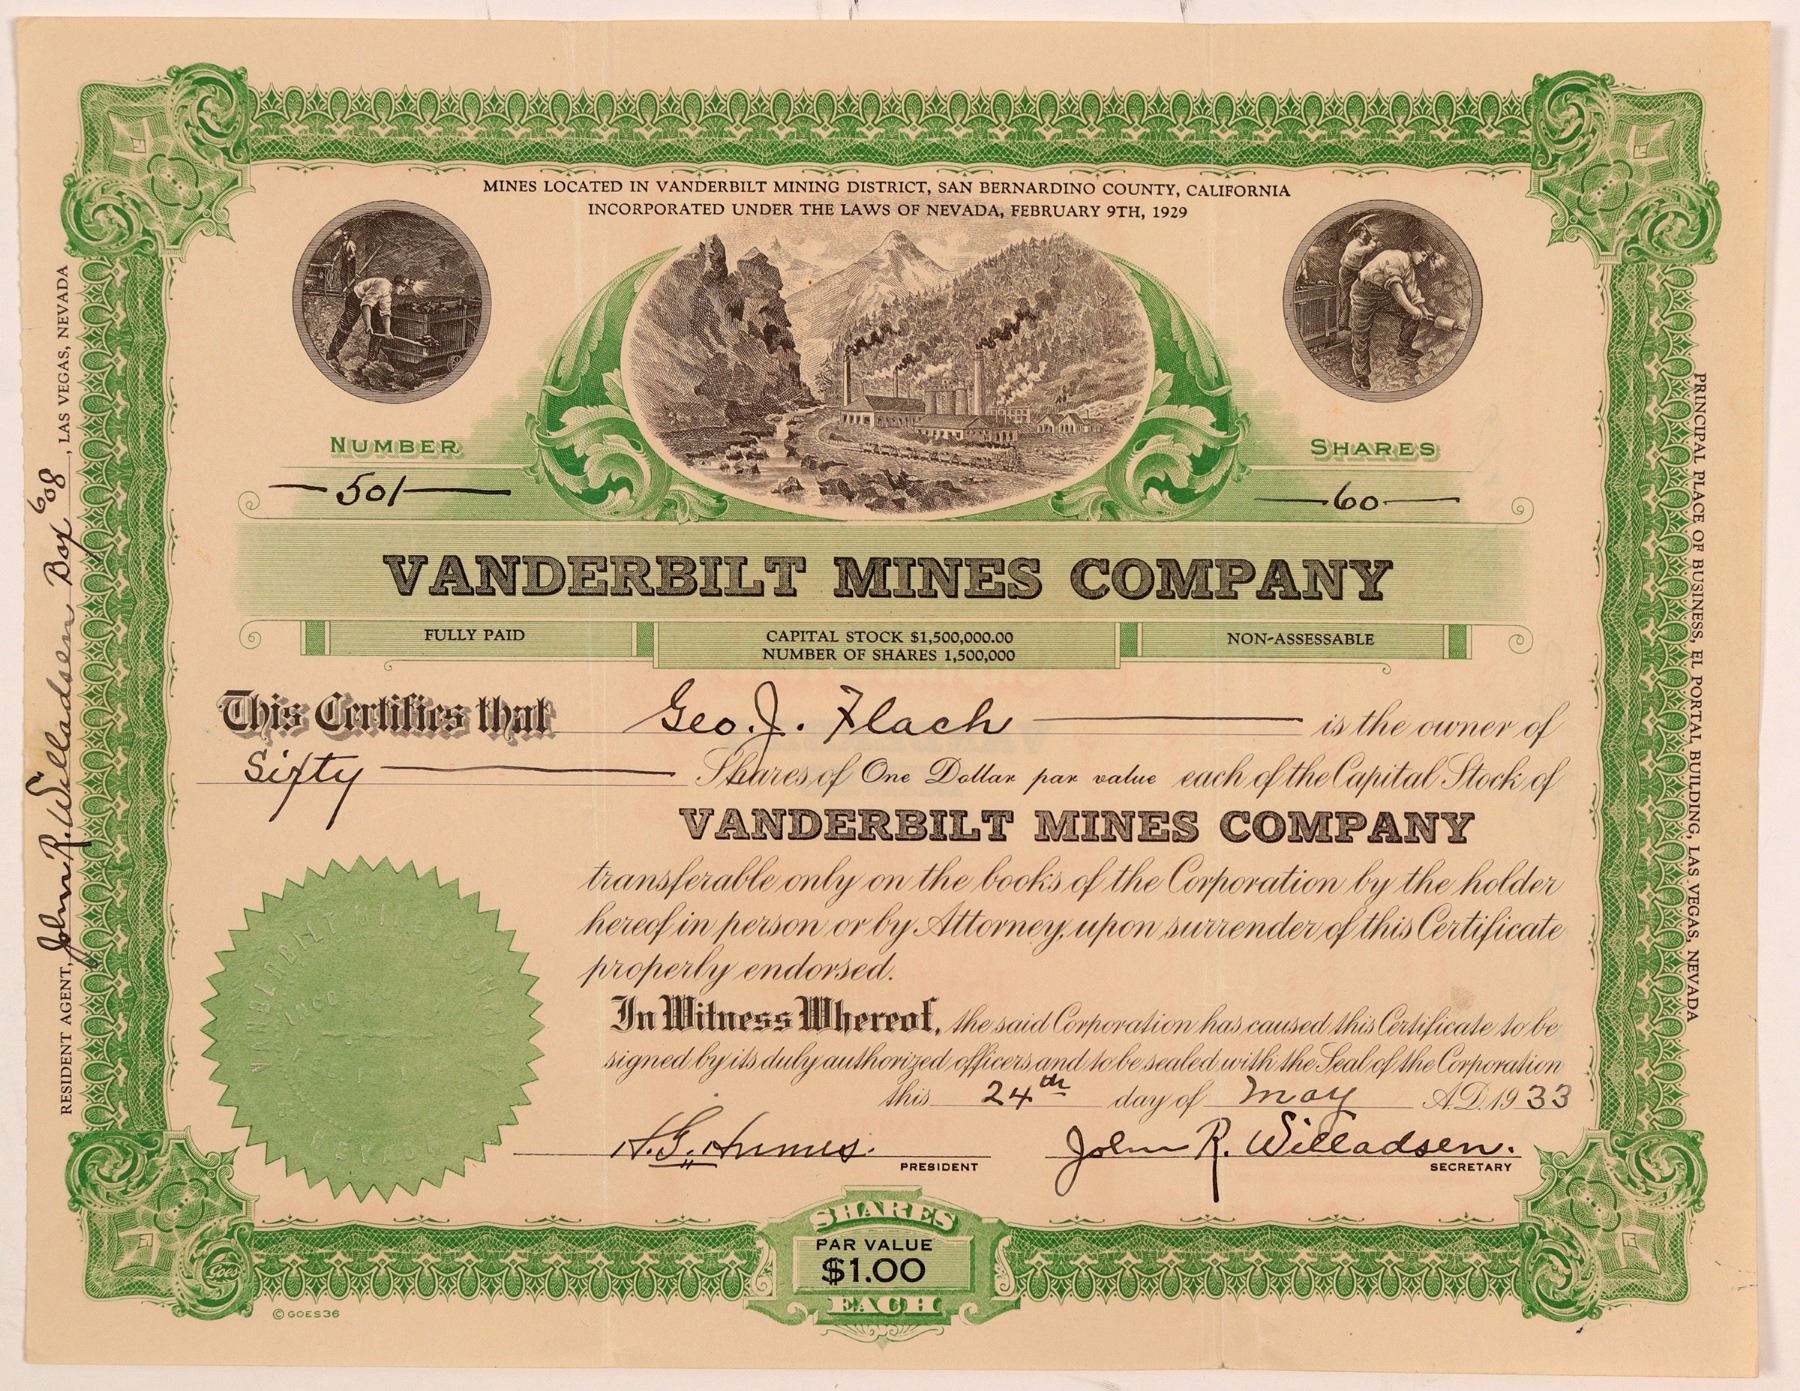 MINES LOCATED IN VANDERBILT MINING DISTRICT, SAN BERNARDINO COUNTY, CALIFORNIA
INCORPORATED UNDER THE LAWS OF NEVADA, FEBRUARY 9TH, 1929
NUMBER
501
SHARES
60
VANDERBILT MINES COMPANY
FULLY PAID
CAPITAL STOCK $1,500,000.00
NUMBER OF SHARES 1,500,000
NON-ASSESSABLE
This Certifies that Geo. J. Flach is the owner of
Sixty Shares of One Dollar par value each of the Capital Stock of
VANDERBILT MINES COMPANY
transferable only on the books of the Corporation by the holder
hereof in person or by Attorney, upon surrender of this Certificate
properly endorsed.
In Witness Whereof, the said Corporation has caused this Certificate to be
signed by its duly authorized officers and to be sealed with the Seal of the Corporation
this 24th day of May A.D. 1933
H.G. Humes.
PRESIDENT
John R. Willadsen.
SECRETARY
SHARES
PAR VALUE
$1.00
EACH
Goes
© GOES 36
RESIDENT AGENT, John R. Willadsen Box 608, LAS VEGAS, NEVADA
PRINCIPAL PLACE OF BUSINESS, EL PORTAL BUILDING, LAS VEGAS, NEVADA
VANDERBILT